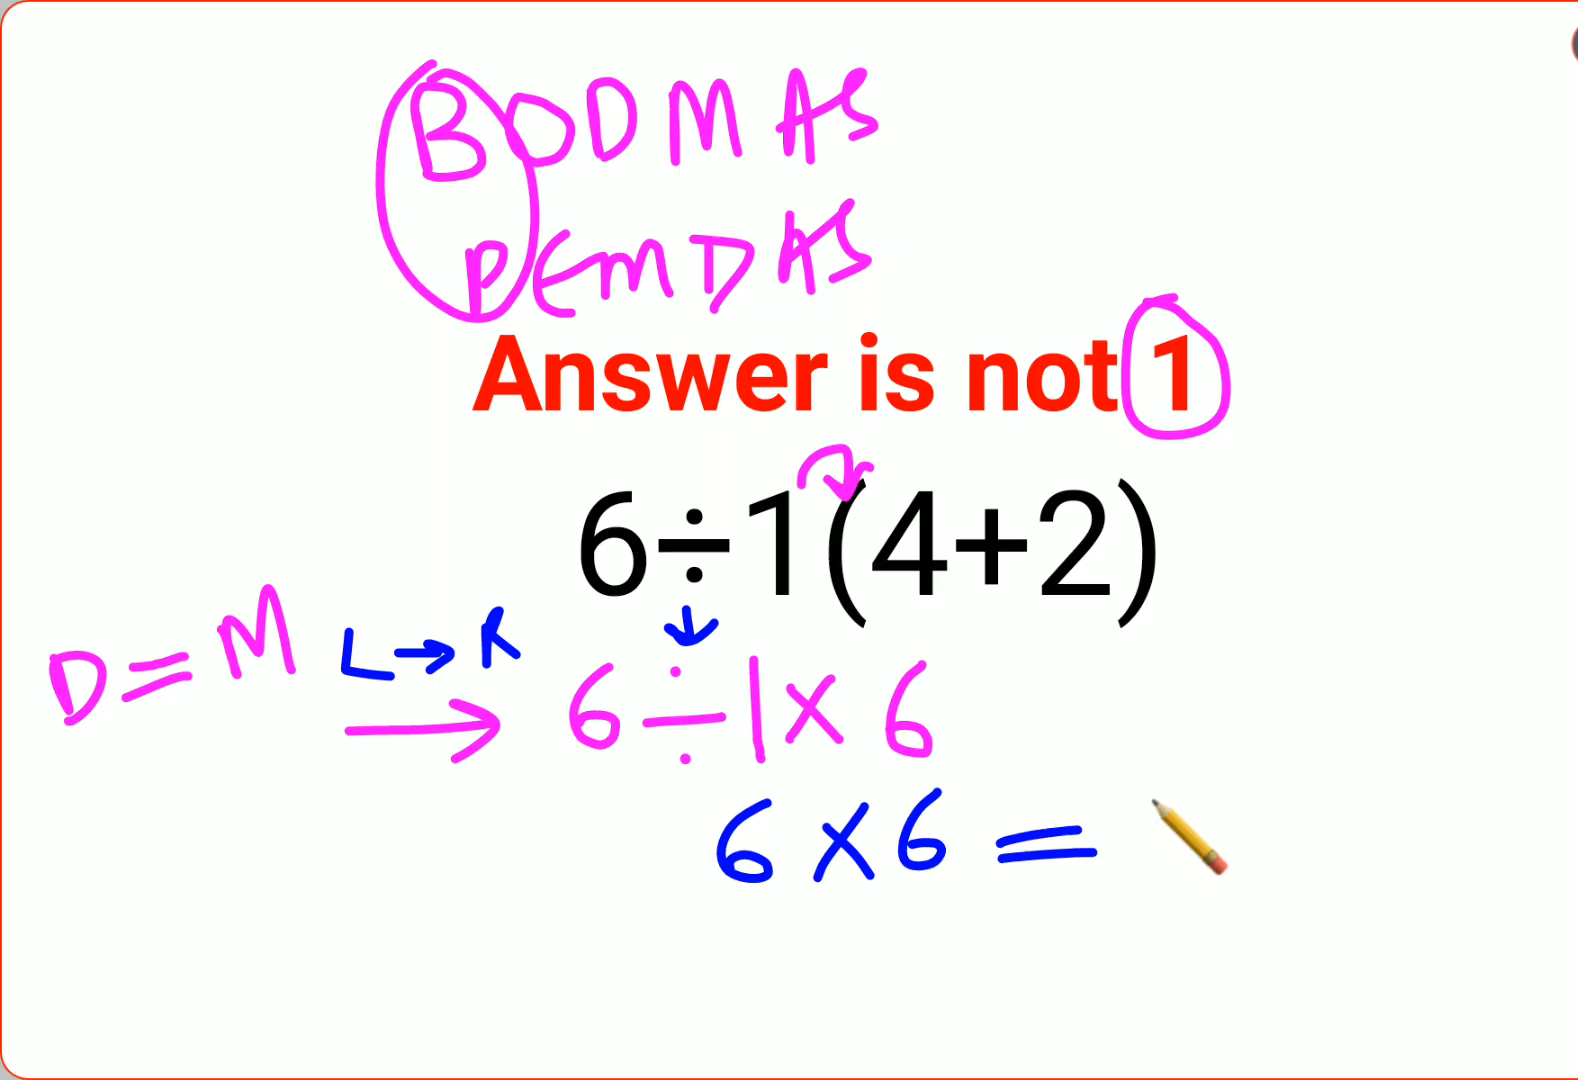 BODMAS
PEMDAS
Answer is not 1
6÷1(4+2)
D=M L→R
→ 6÷1×6
6×6=